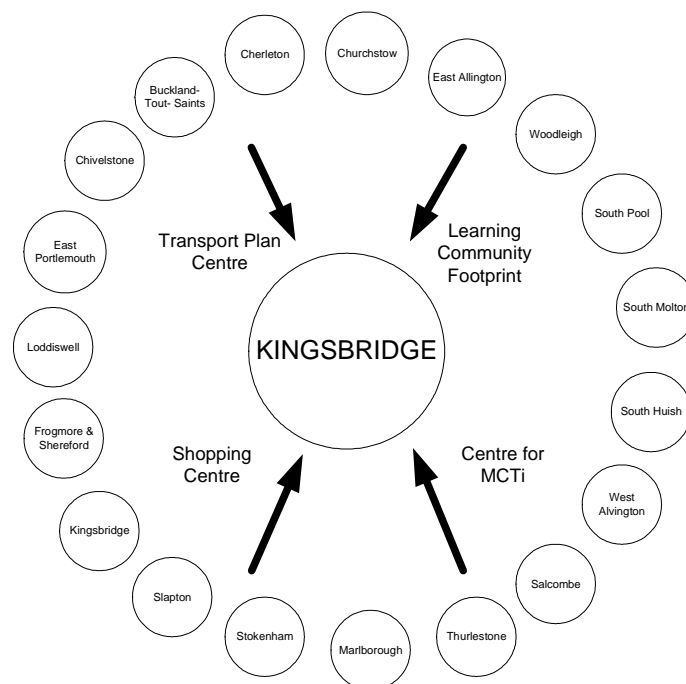 Cherleton
Churchstow
East Allington
Buckland-
Tout- Saints
Woodleigh
Chivelstone
South Pool
East
Portlemouth
Transport Plan
Centre
Learning
Community
Footprint
South Molton
Loddiswell
KINGSBRIDGE
South Huish
Frogmore &
Shereford
Shopping
Centre
Centre for
MCTi
West
Alvington
Kingsbridge
Salcombe
Slapton
Stokenham
Marlborough
Thurlestone